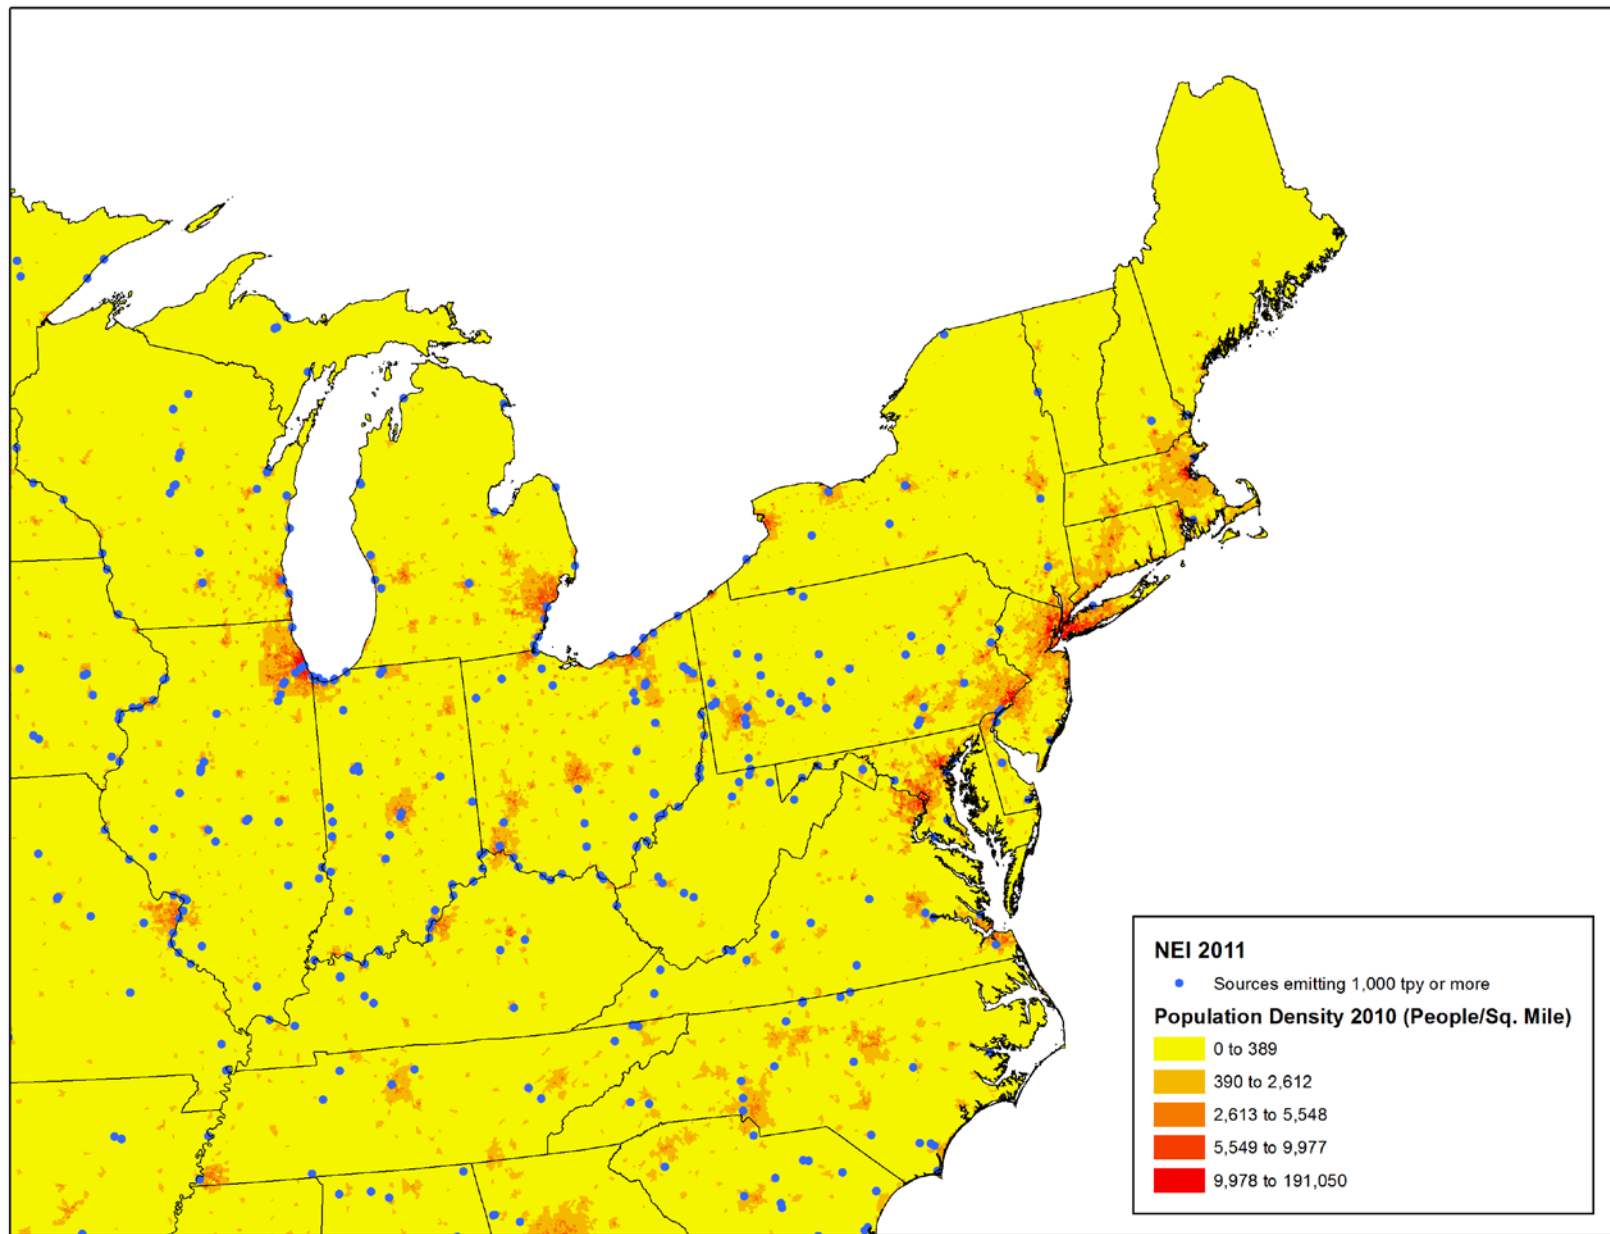 NEI 2011
Sources emitting 1,000 tpy or more
Population Density 2010 (People/Sq. Mile)
0 to 389
390 to 2,612
2,613 to 5,548
5,549 to 9,977
9,978 to 191,050